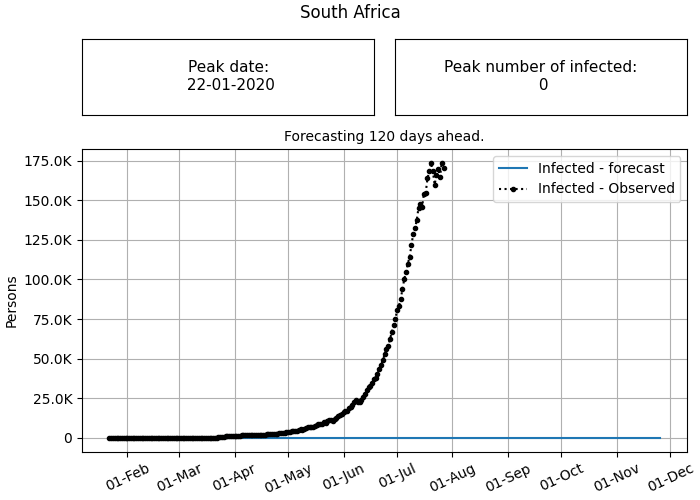 South Africa
Peak date:
22-01-2020
Peak number of infected:
0
Forecasting 120 days ahead.
Infected - forecast
Infected - Observed
175.0K
150.0K
125.0K
100.0K
75.0K
50.0K
25.0K
0
Persons
01-Feb
01-Mar
01-Apr
01-May
01-Jun
01-Jul
01-Aug
01-Sep
01-Oct
01-Nov
01-Dec